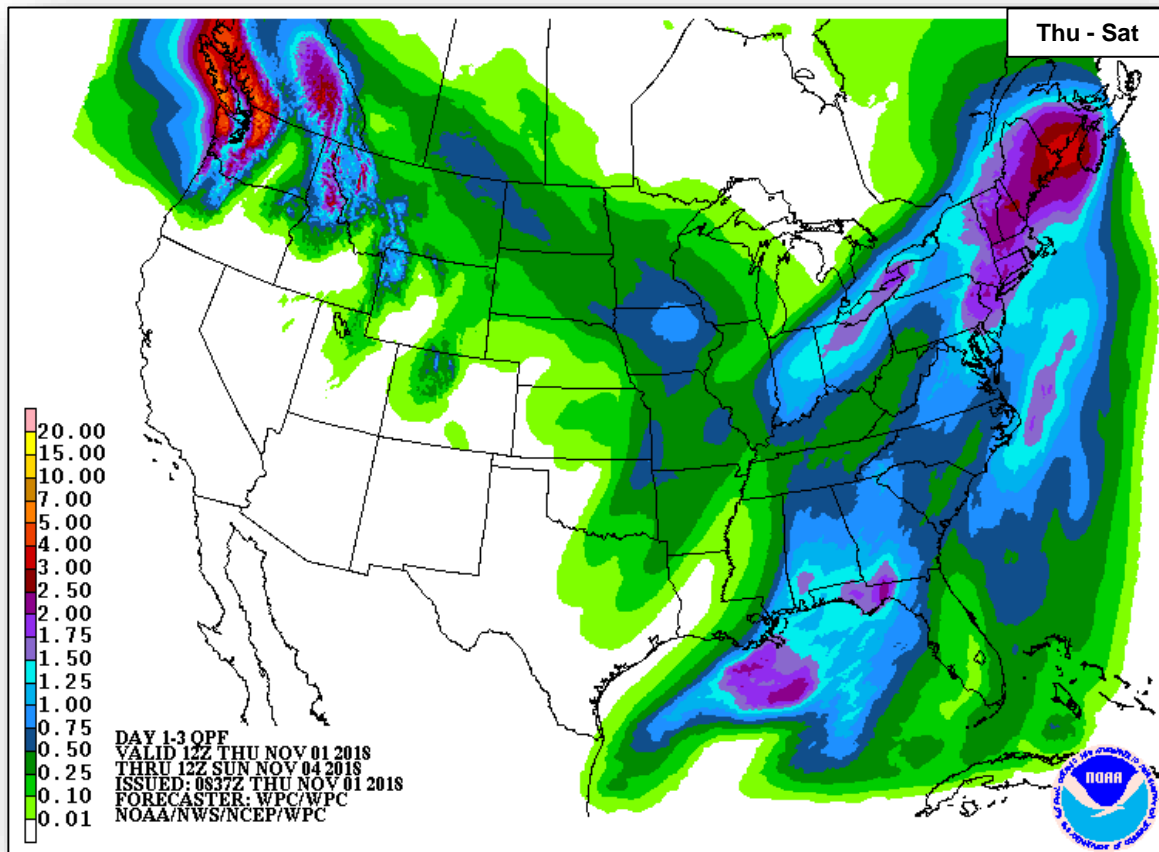 Thu - Sat
20.00
15.00
10.00
7.00
5.00
4.00
3.00
2.50
2.00
1.75
1.50
1.25
1.00
0.75
0.50
0.25
0.10
0.01
DAY 1-3 QPF
VALID 12Z THU NOV 01 2018
THRU 12Z SUN NOV 04 2018
ISSUED: 0837Z THU NOV 01 2018
FORECASTER: WPC/WPC
NOAA/NWS/NCEP/WPC
NOAA